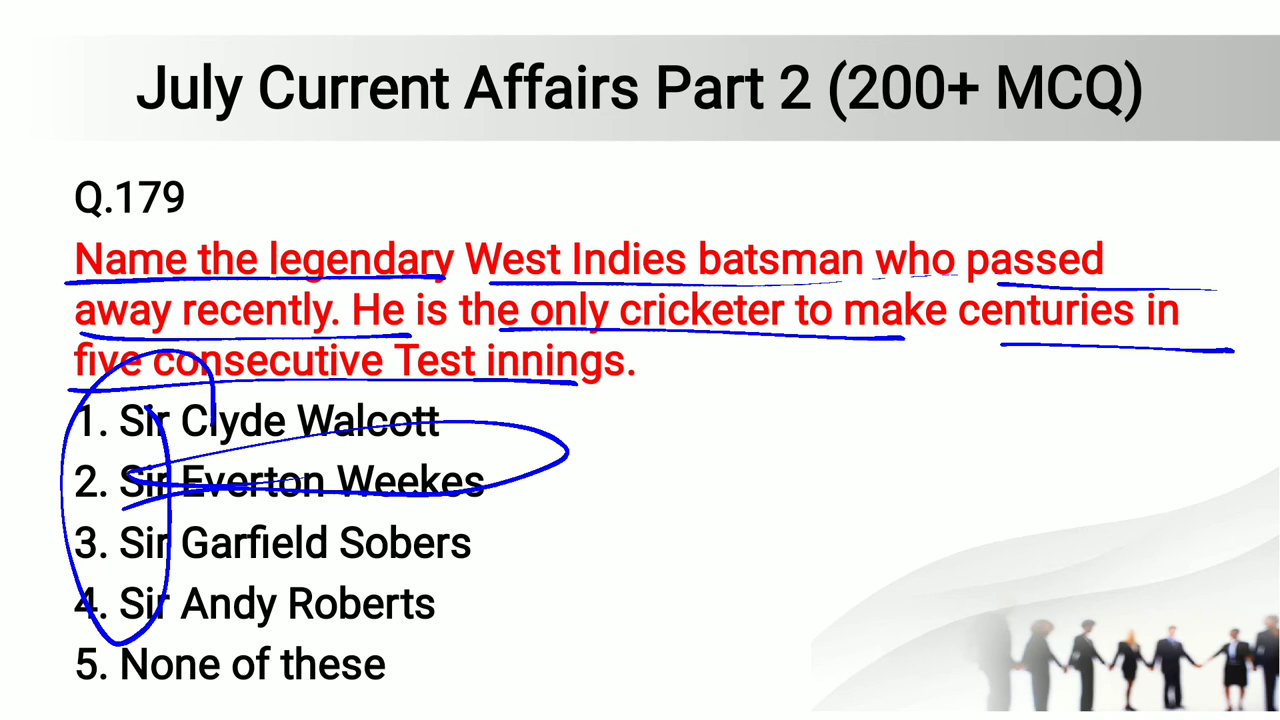 July Current Affairs Part 2 (200+ MCQ)
Q.179
Name the legendary West Indies batsman who passed
away recently. He is the only cricketer to make centuries in
five consecutive Test innings.
1. Sir Clyde Walcott
2. Sir Everton Weekes
3. Sir Garfield Sobers
4. Sir Andy Roberts
5. None of these